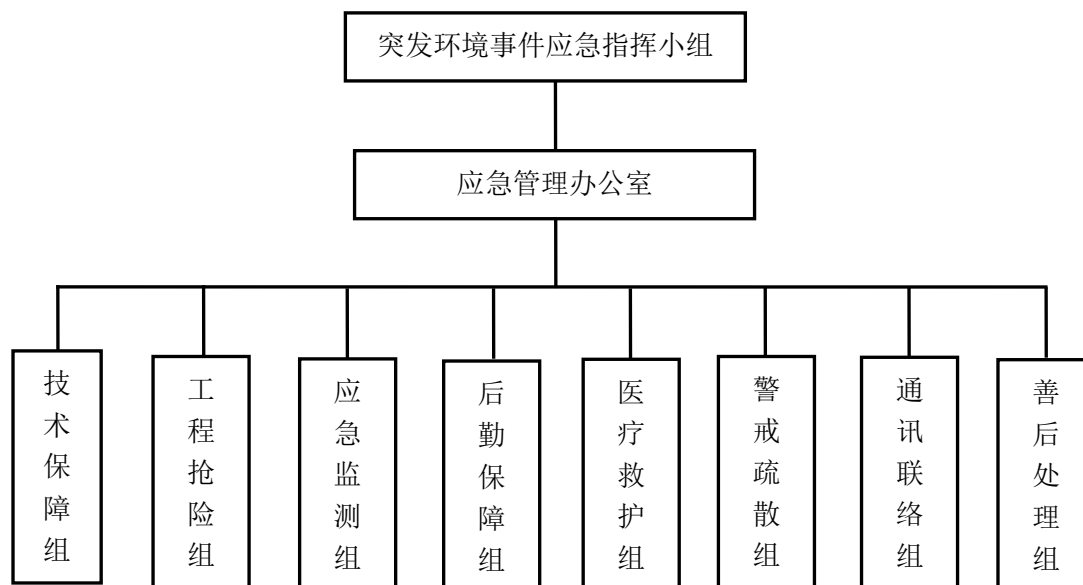 突发环境事件应急指挥小组
应急管理办公室
技术保障组
工程抢险组
应急监测组
后勤保障组
医疗救护组
警戒疏散组
通讯联络组
善后处理组